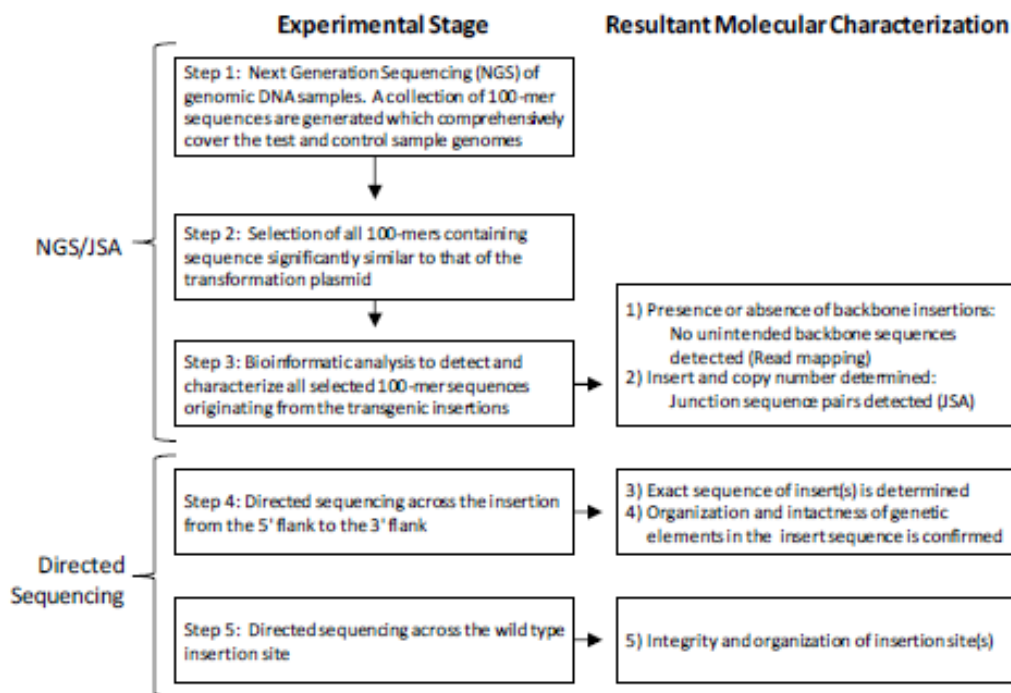 Experimental Stage
Resultant Molecular Characterization
NGS/JSA
Step 1: Next Generation Sequencing (NGS) of
genomic DNA samples. A collection of 100-mer
sequences are generated which comprehensively
cover the test and control sample genomes
Step 2: Selection of all 100-mers containing
sequence significantly similar to that of the
transformation plasmid
Step 3: Bioinformatic analysis to detect and
characterize all selected 100-mer sequences
originating from the transgenic insertions
1) Presence or absence of backbone insertions:
No unintended backbone sequences
detected (Read mapping)
2) Insert and copy number determined:
Junction sequence pairs detected (JSA)
Directed
Sequencing
Step 4: Directed sequencing across the insertion
from the 5' flank to the 3' flank
3) Exact sequence of insert(s) is determined
4) Organization and intactness of genetic
elements in the insert sequence is confirmed
Step 5: Directed sequencing across the wild type
insertion site
5) Integrity and organization of insertion site(s)